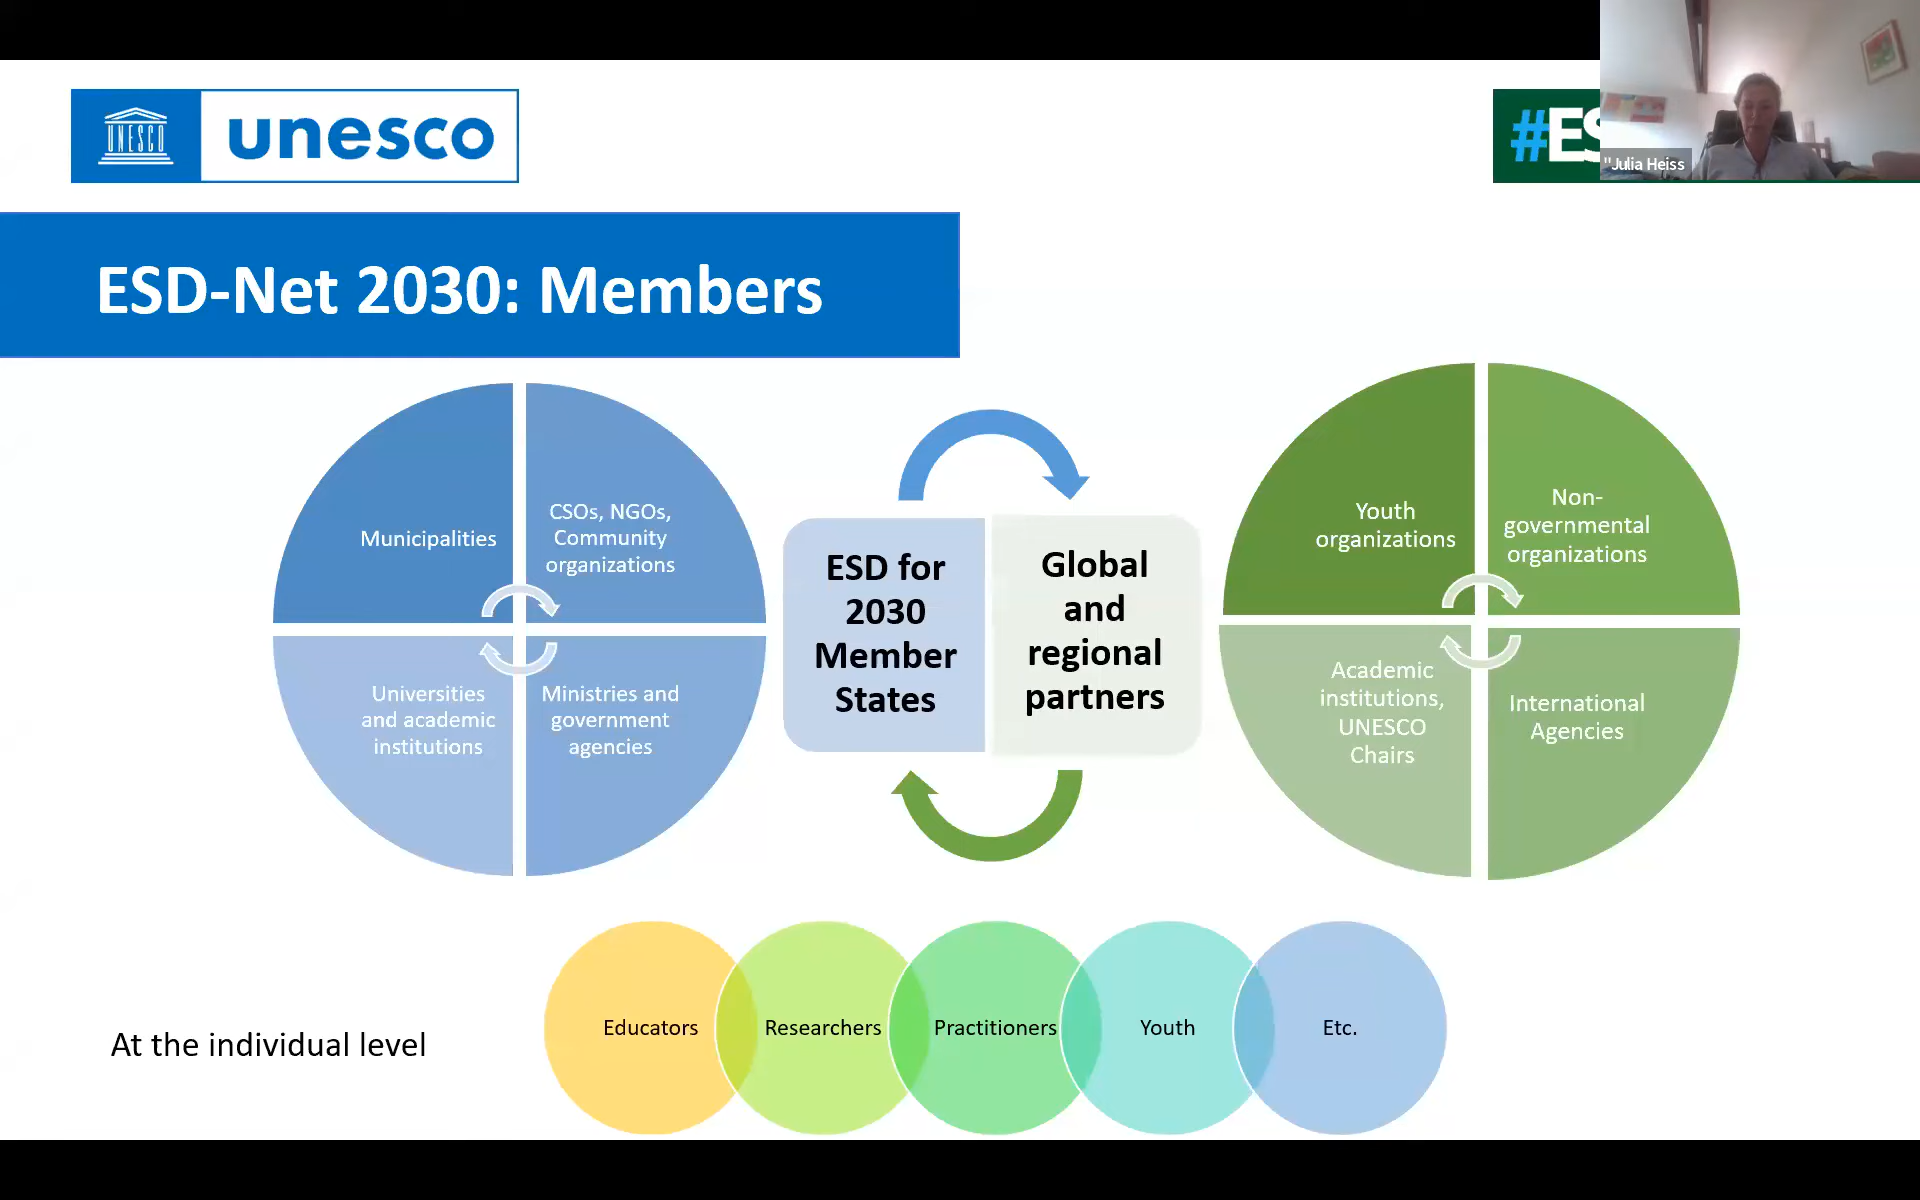 UNESCO
unesco
#ES
"Julia Heiss
ESD-Net 2030: Members
Municipalities
CSOs, NGOs,
Community
organizations
Universities
and academic
institutions
Ministries and
government
agencies
ESD for
2030
Member
States
Global
and
regional
partners
Youth
organizations
Non-
governmental
organizations
Academic
institutions,
UNESCO
Chairs
International
Agencies
At the individual level
Educators
Researchers
Practitioners
Youth
Etc.